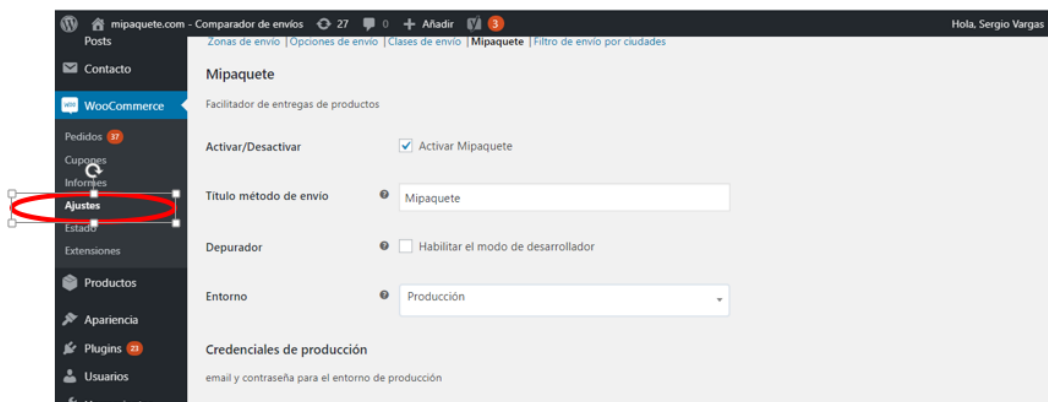 mipaquete.com - Comparador de envíos 27 0 + Añadir 3 Hola, Sergio Vargas
Posts
Contacto
WooCommerce
Pedidos 37
Cupones
Informes
Ajustes
Estado
Extensiones
Productos
Apariencia
Plugins 23
Usuarios
Zonas de envío | Opciones de envío | Clases de envío | Mipaquete | Filtro de envío por ciudades
Mipaquete
Facilitador de entregas de productos
Activar/Desactivar Activar Mipaquete
Título método de envío Mipaquete
Depurador Habilitar el modo de desarrollador
Entorno Producción
Credenciales de producción
email y contraseña para el entorno de producción